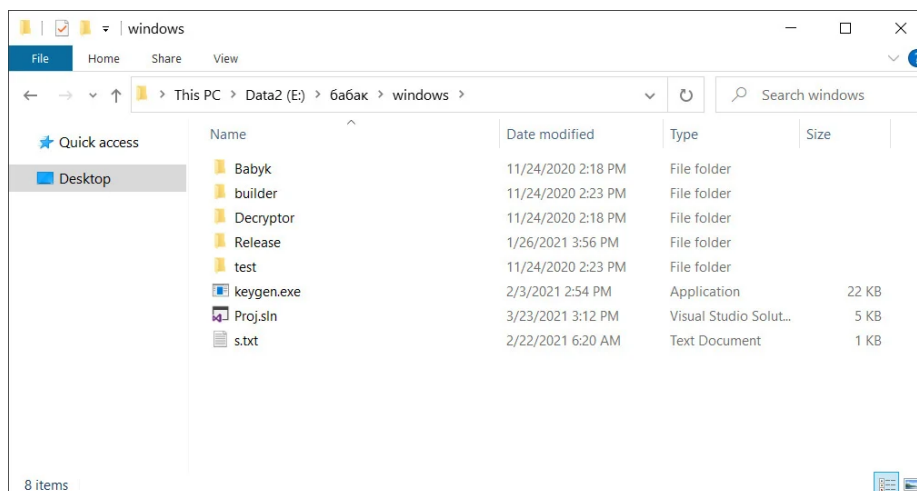 windows
File Home Share View
This PC > Data2 (E:) > бабак > windows >
Search windows
Quick access
Desktop
Name Date modified Type Size
Babyk 11/24/2020 2:18 PM File folder
builder 11/24/2020 2:23 PM File folder
Decryptor 11/24/2020 2:18 PM File folder
Release 1/26/2021 3:56 PM File folder
test 11/24/2020 2:23 PM File folder
keygen.exe 2/3/2021 2:54 PM Application 22 KB
Proj.sln 3/23/2021 3:12 PM Visual Studio Solut... 5 KB
s.txt 2/22/2021 6:20 AM Text Document 1 KB
8 items